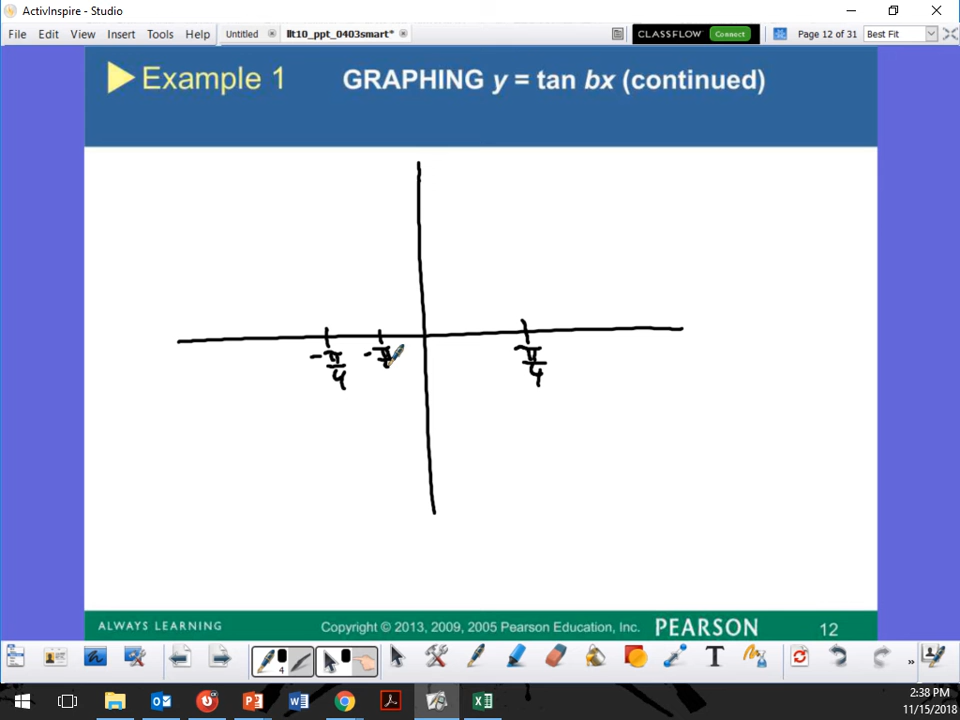 ActivInspire - Studio
File Edit View Insert Tools Help Untitled llt10_ppt_0403smart* CLASSFLOW Connect Page 12 of 31 Best Fit
Example 1 GRAPHING y = tan bx (continued)
-π/4 -π π/4
ALWAYS LEARNING Copyright © 2013, 2009, 2005 Pearson Education, Inc. PEARSON 12
4
2:38 PM
11/15/2018